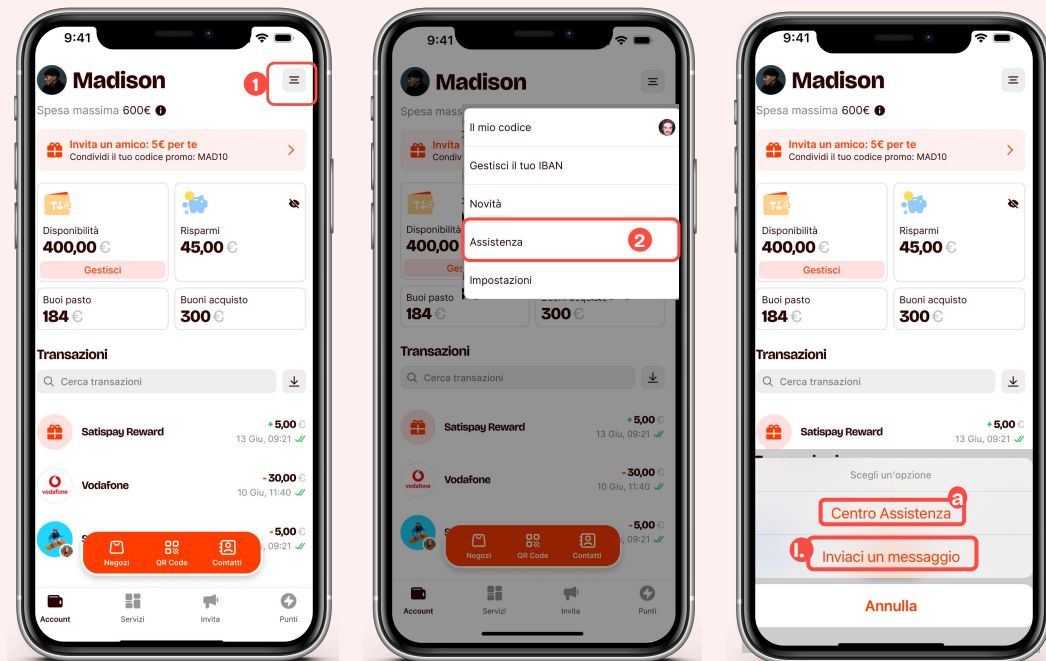 9:41
Madison
1
Spesa massima 600€
Invita un amico: 5€ per te
Condividi il tuo codice promo: MAD10
Disponibilità
400,00 €
Gestisci
Risparmi
45,00 €
Buoi pasto
184 €
Buoni acquisto
300 €
Transazioni
Cerca transazioni
Satispay Reward
+ 5,00 €
13 Giu, 09:21
vodafone
Vodafone
- 30,00 €
10 Giu, 11:40
- 5,00 €
, 09:21
Negozi
QR Code
Contatti
Account
Servizi
Invita
Punti
9:41
Madison
Spesa mass
Il mio codice
Invita
Condiv
Gestisci il tuo IBAN
Novità
Assistenza
2
Impostazioni
Disponibilità
400,00
Ges
Buoi pasto
184 €
300 €
Transazioni
Cerca transazioni
Satispay Reward
+ 5,00 €
13 Giu, 09:21
vodafone
Vodafone
- 30,00 €
10 Giu, 11:40
- 5,00 €
, 09:21
Negozi
QR Code
Contatti
Account
Servizi
Invita
Punti
9:41
Madison
Spesa massima 600€
Invita un amico: 5€ per te
Condividi il tuo codice promo: MAD10
Disponibilità
400,00 €
Gestisci
Risparmi
45,00 €
Buoi pasto
184 €
Buoni acquisto
300 €
Transazioni
Cerca transazioni
Satispay Reward
+ 5,00 €
13 Giu, 09:21
Scegli un'opzione
a
Centro Assistenza
I.
Inviaci un messaggio
Annulla